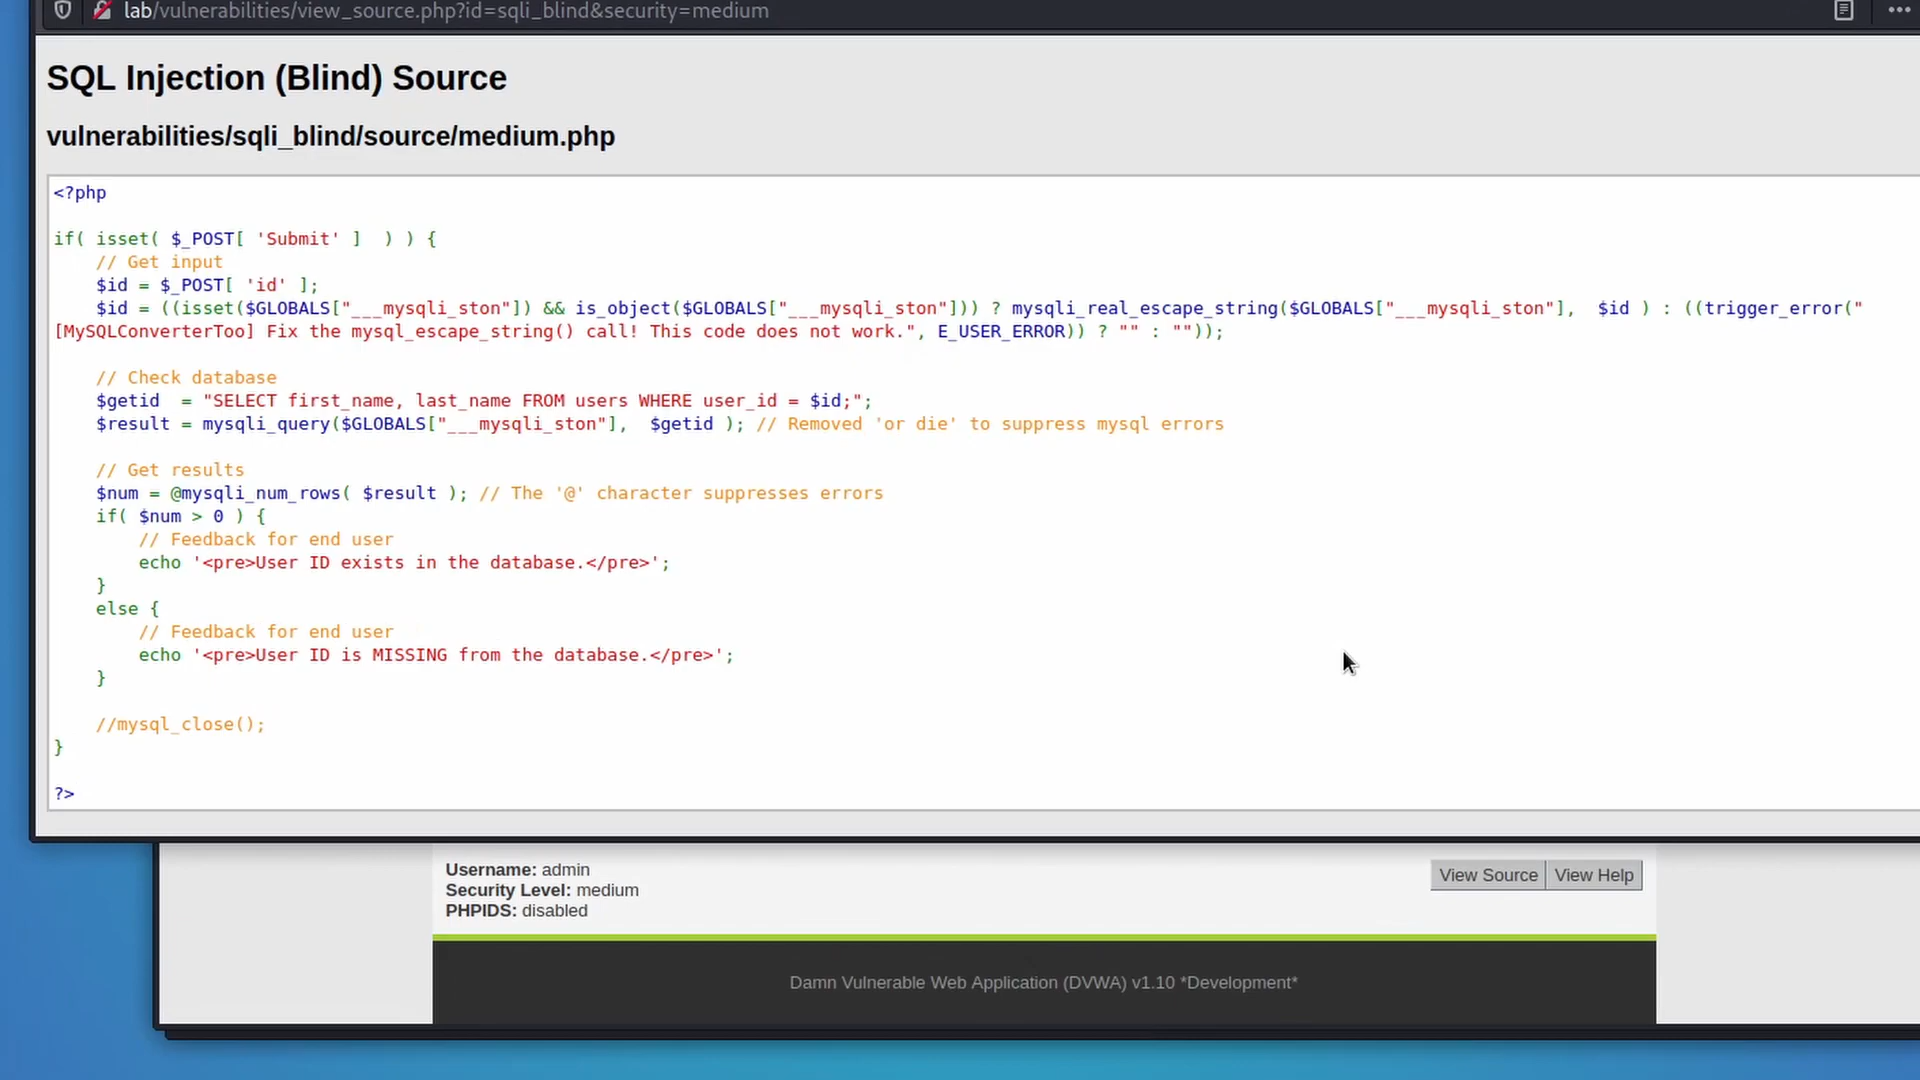 lab/vulnerabilities/view_source.php?id=sqli_blind&security=medium
SQL Injection (Blind) Source
vulnerabilities/sqli_blind/source/medium.php
<?php
if( isset( $_POST[ 'Submit' ]  ) ) {
    // Get input
    $id = $_POST[ 'id' ];
    $id = ((isset($GLOBALS["___mysqli_ston"]) && is_object($GLOBALS["___mysqli_ston"])) ? mysqli_real_escape_string($GLOBALS["___mysqli_ston"],  $id ) : ((trigger_error("
[MySQLConverterToo] Fix the mysql_escape_string() call! This code does not work.", E_USER_ERROR)) ? "" : ""));
    // Check database
    $getid  = "SELECT first_name, last_name FROM users WHERE user_id = $id;";
    $result = mysqli_query($GLOBALS["___mysqli_ston"],  $getid ); // Removed 'or die' to suppress mysql errors
    // Get results
    $num = @mysqli_num_rows( $result ); // The '@' character suppresses errors
    if( $num > 0 ) {
        // Feedback for end user
        echo '<pre>User ID exists in the database.</pre>';
    }
    else {
        // Feedback for end user
        echo '<pre>User ID is MISSING from the database.</pre>';
    }
    //mysql_close();
}
?>
Username: admin
Security Level: medium
PHPIDS: disabled
View Source View Help
Damn Vulnerable Web Application (DVWA) v1.10 *Development*